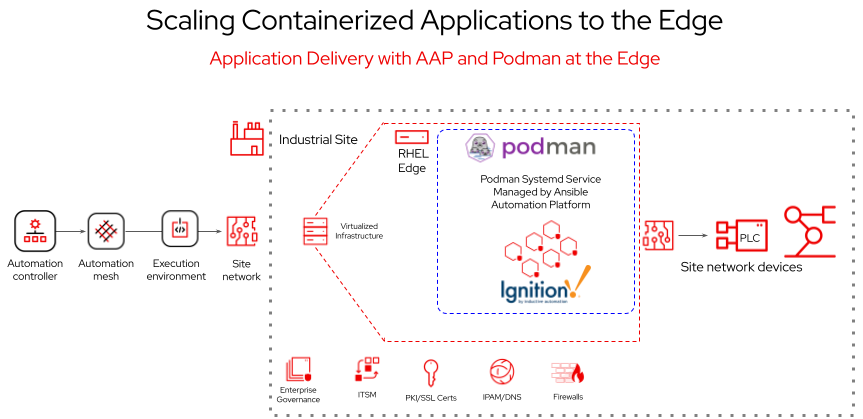 Scaling Containerized Applications to the Edge
Application Delivery with AAP and Podman at the Edge
Industrial Site
RHEL
Edge
podman
Podman Systemd Service
Managed by Ansible
Automation Platform
Virtualized
Infrastructure
Ignition!
by inductive automation
Automation
controller
Automation
mesh
Execution
environment
Site
network
PLC
Site network devices
Enterprise
Governance
ITSM
PKI/SSL Certs
IPAM/DNS
Firewalls